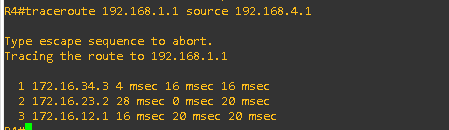 R4#traceroute 192.168.1.1 source 192.168.4.1
Type escape sequence to abort.
Tracing the route to 192.168.1.1
1 172.16.34.3 4 msec 16 msec 16 msec
2 172.16.23.2 28 msec 0 msec 20 msec
3 172.16.12.1 16 msec 20 msec 20 msec
R4#